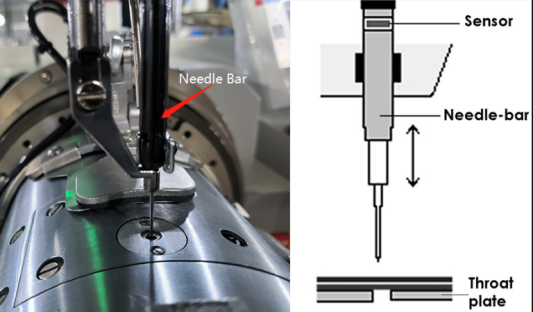 Needle Bar
Sensor
Needle-bar
Throat
plate